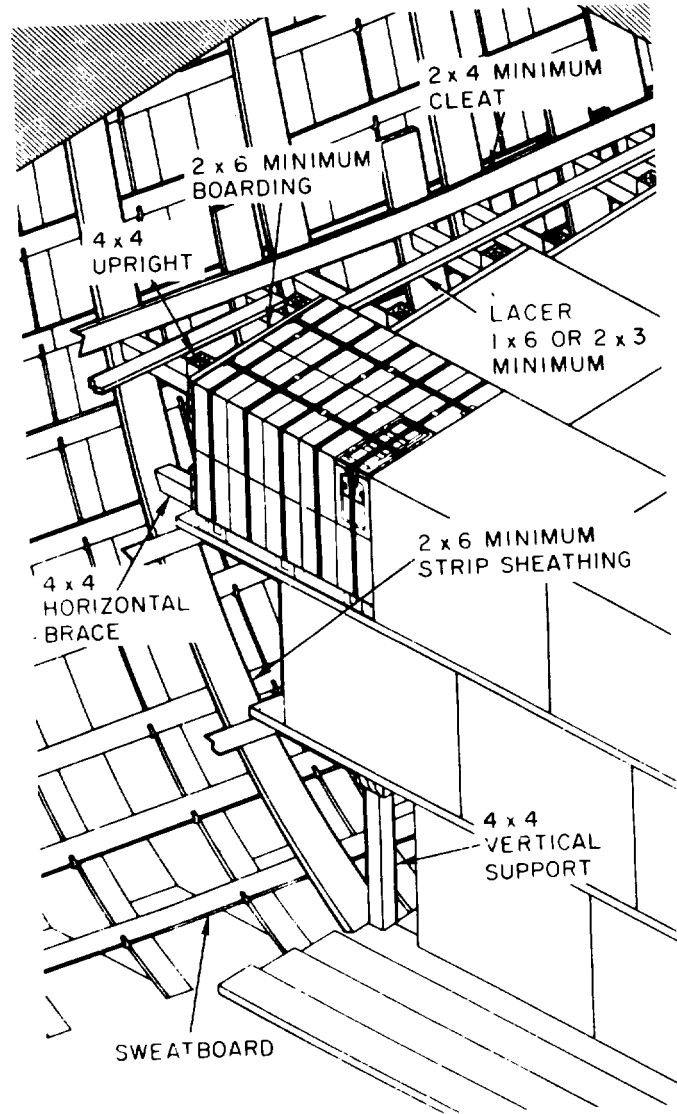 2 x 4 MINIMUM
CLEAT
2 x 6 MINIMUM
BOARDING
4 x 4
UPRIGHT
LACER
1 x 6 OR 2 x 3
MINIMUM
2 x 6 MINIMUM
STRIP SHEATHING
4 x 4
HORIZONTAL
BRACE
4 x 4
VERTICAL
SUPPORT
SWEATBOARD